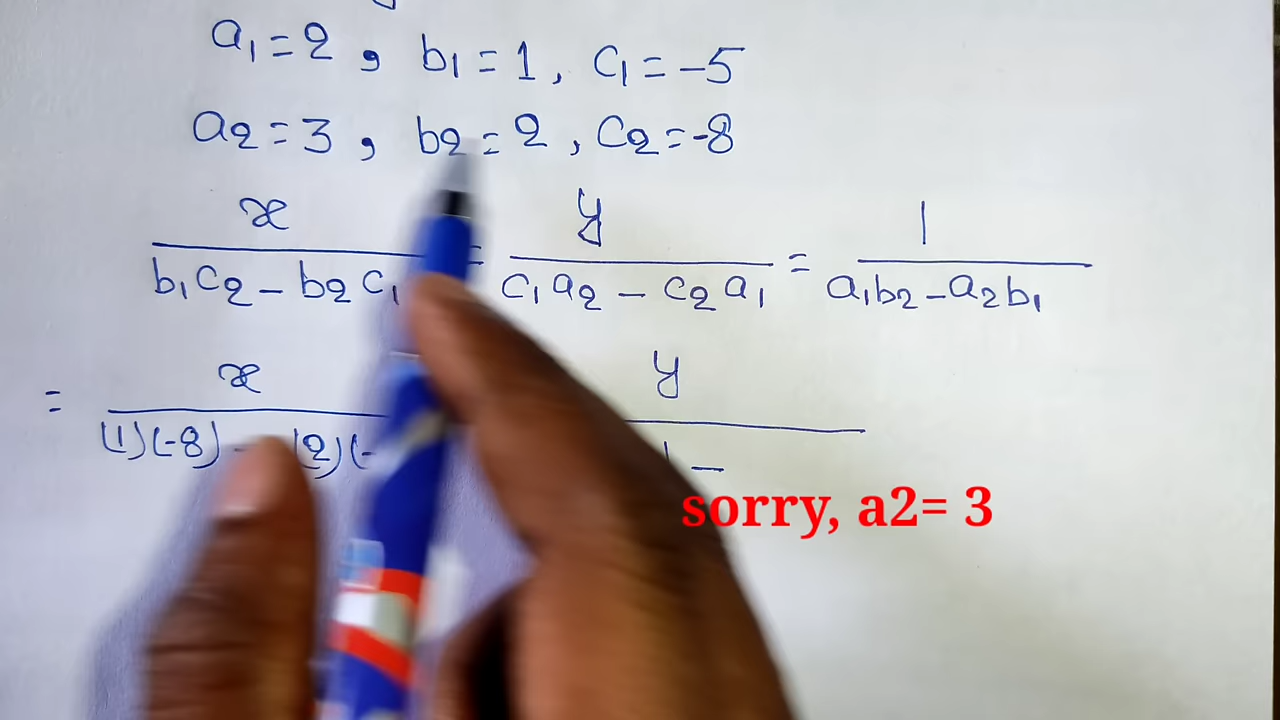 a₁ = 2 , b₁ = 1 , c₁ = -5
a₂ = 3 , b₂ = 2 , c₂ = -8
x y 1
b₁c₂ - b₂c₁ = c₁a₂ - c₂a₁ = a₁b₂ - a₂b₁
= x y
(1)(-8) - (2)(- -
sorry, a2= 3